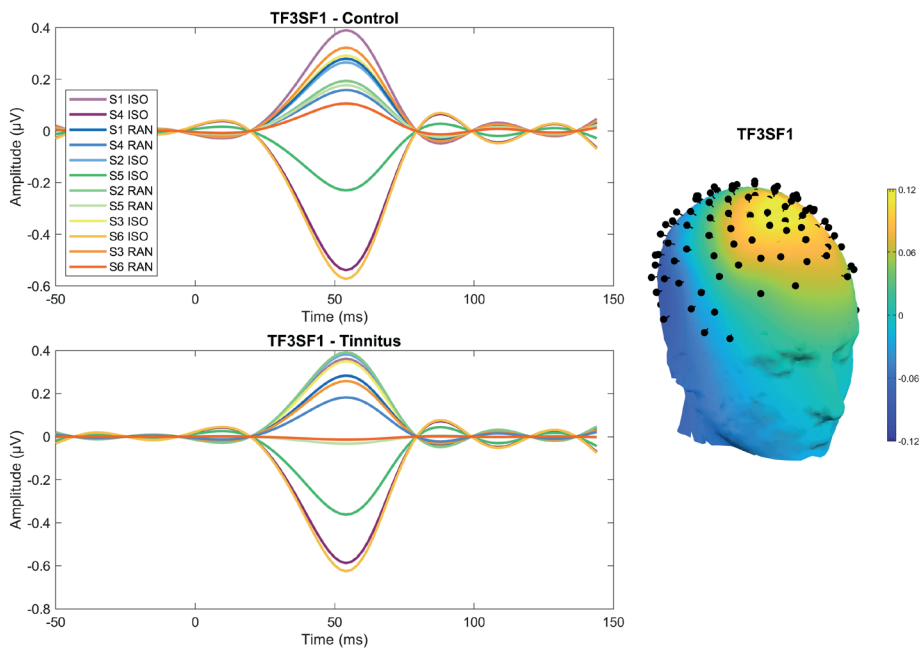 TF3SF1 - Control
0.4
0.2
0
-0.2
-0.4
-0.6
Amplitude (µV)
S1 ISO
S4 ISO
S1 RAN
S4 RAN
S2 ISO
S5 ISO
S2 RAN
S5 RAN
S3 ISO
S6 ISO
S3 RAN
S6 RAN
-50 0 50 100 150
Time (ms)
TF3SF1 - Tinnitus
0.4
0.2
0
-0.2
-0.4
-0.6
-0.8
Amplitude (µV)
-50 0 50 100 150
Time (ms)
TF3SF1
0.12
0.06
0
-0.06
-0.12